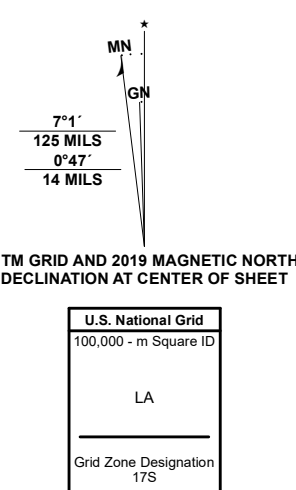 MN
GN
7°1´
125 MILS
0°47´
14 MILS
TM GRID AND 2019 MAGNETIC NORTH
DECLINATION AT CENTER OF SHEET
U.S. National Grid
100,000 - m Square ID
LA
Grid Zone Designation
17S